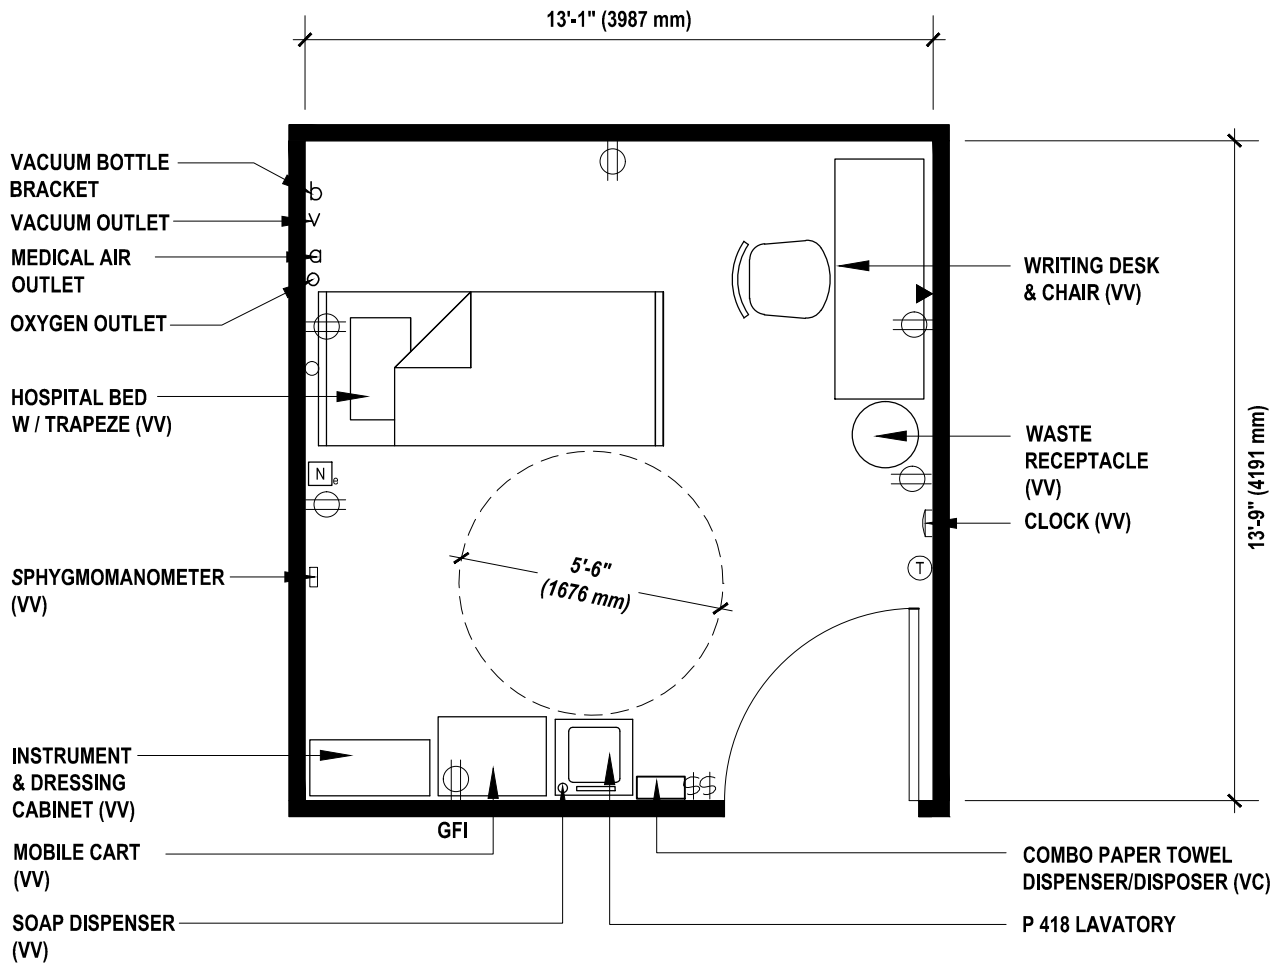 13'-1" (3987 mm)
VACUUM BOTTLE
BRACKET
VACUUM OUTLET
MEDICAL AIR
OUTLET
OXYGEN OUTLET
HOSPITAL BED
W / TRAPEZE (VV)
N e
SPHYGMOMANOMETER
(VV)
INSTRUMENT
& DRESSING
CABINET (VV)
GFI
MOBILE CART
(VV)
SOAP DISPENSER
(VV)
5'-6"
(1676 mm)
SS
WRITING DESK
& CHAIR (VV)
WASTE
RECEPTACLE
(VV)
CLOCK (VV)
T
13'-9" (4191 mm)
COMBO PAPER TOWEL
DISPENSER/DISPOSER (VC)
P 418 LAVATORY